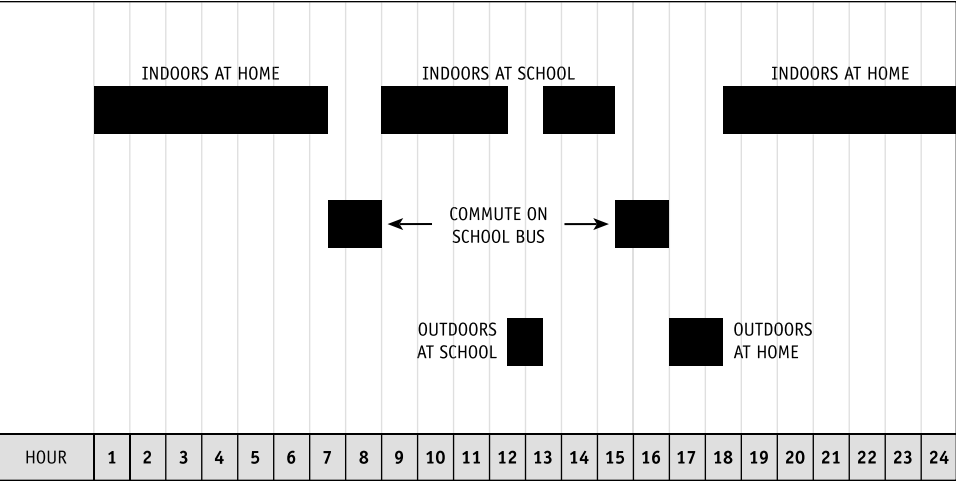 INDOORS AT HOME
INDOORS AT SCHOOL
INDOORS AT HOME
COMMUTE ON
SCHOOL BUS
OUTDOORS
AT SCHOOL
OUTDOORS
AT HOME
HOUR 1 2 3 4 5 6 7 8 9 10 11 12 13 14 15 16 17 18 19 20 21 22 23 24